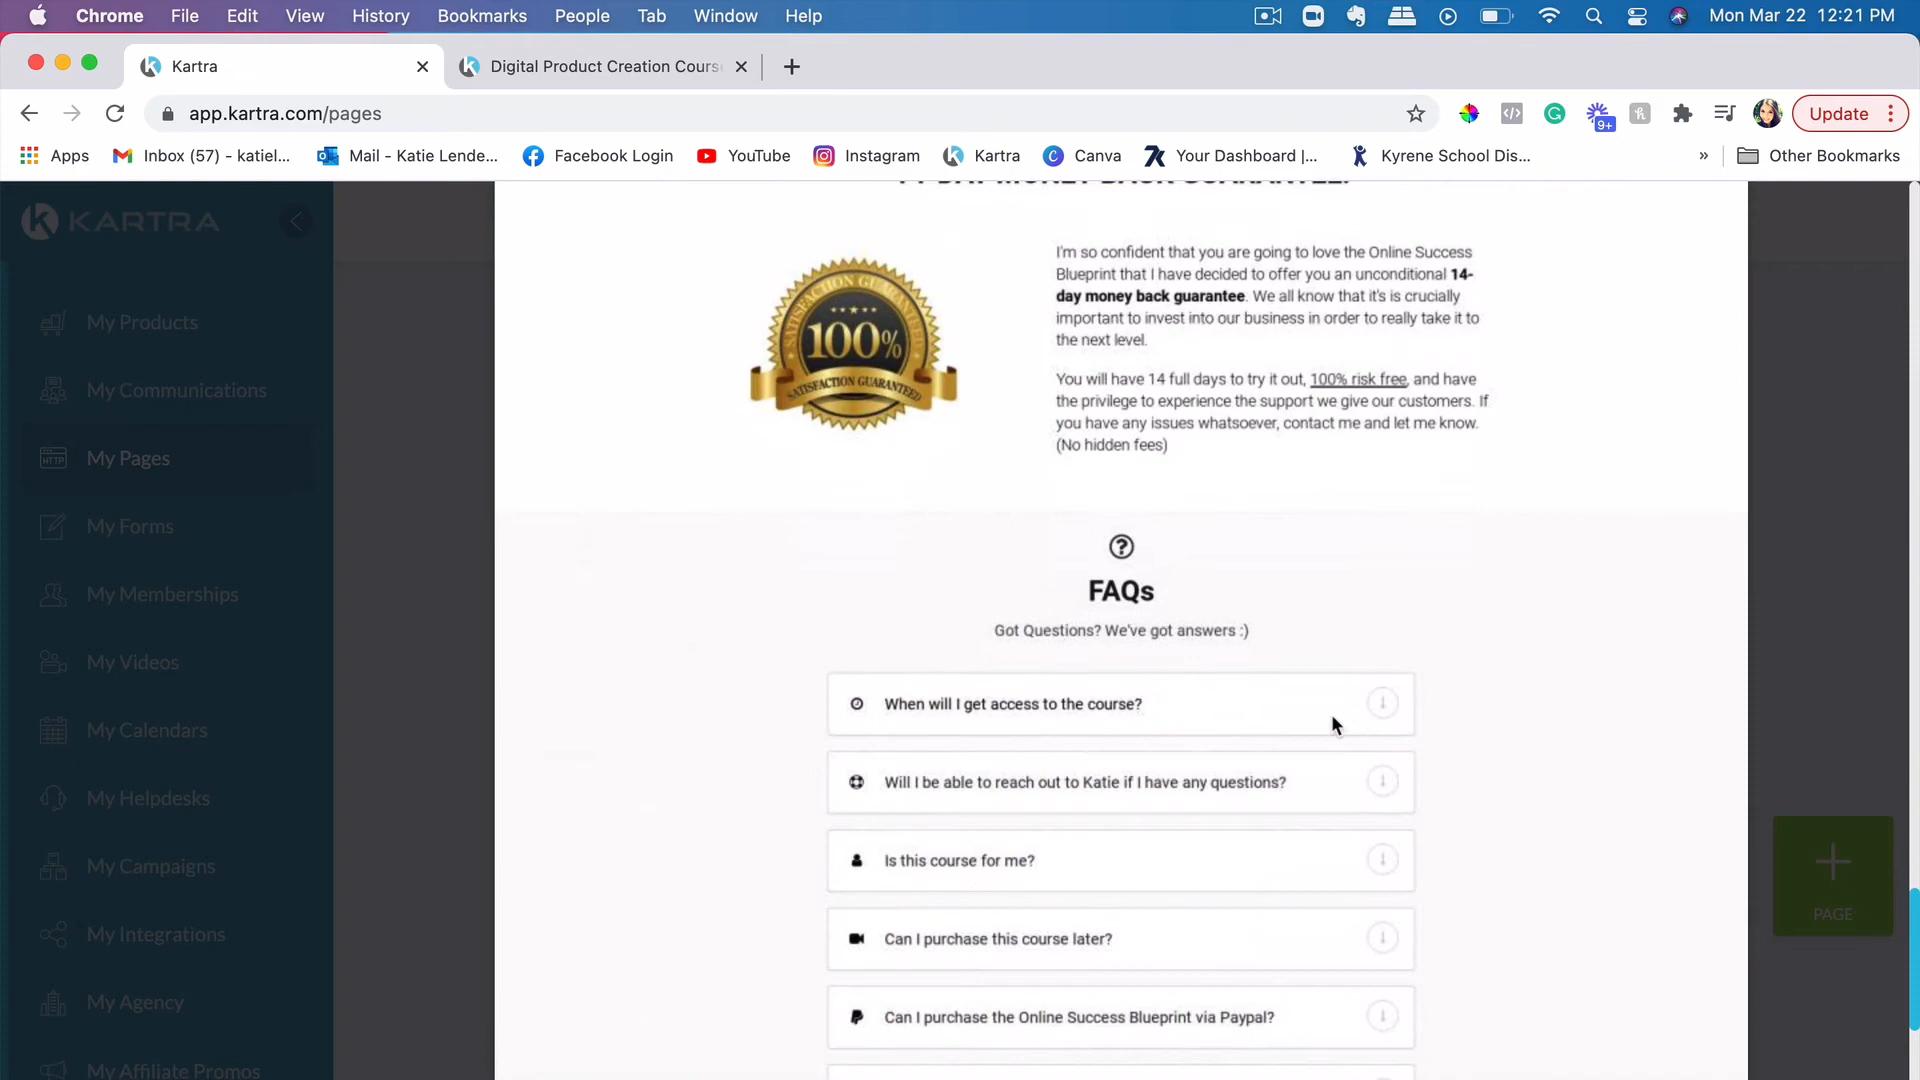 Chrome File Edit View History Bookmarks People Tab Window Help Mon Mar 22 12:21 PM
Kartra Digital Product Creation Cours
app.kartra.com/pages 9+ Update
Apps Inbox (57) - katiel... Mail - Katie Lende... Facebook Login YouTube Instagram Kartra Canva Your Dashboard |... Kyrene School Dis... » Other Bookmarks
KARTRA
My Products
My Communications
My Pages
My Forms
My Memberships
My Videos
My Calendars
My Helpdesks
My Campaigns
My Integrations
My Agency
My Affiliate Promos
DAY MONEY BACK GUARANTEE!
SATISFACTION GUARANTEED
100%
SATISFACTION GUARANTEED
I'm so confident that you are going to love the Online Success
Blueprint that I have decided to offer you an unconditional 14-
day money back guarantee. We all know that it's is crucially
important to invest into our business in order to really take it to
the next level.
You will have 14 full days to try it out, 100% risk free, and have
the privilege to experience the support we give our customers. If
you have any issues whatsoever, contact me and let me know.
(No hidden fees)
FAQs
Got Questions? We've got answers :)
When will I get access to the course?
Will I be able to reach out to Katie if I have any questions?
Is this course for me?
Can I purchase this course later?
Can I purchase the Online Success Blueprint via Paypal?
PAGE